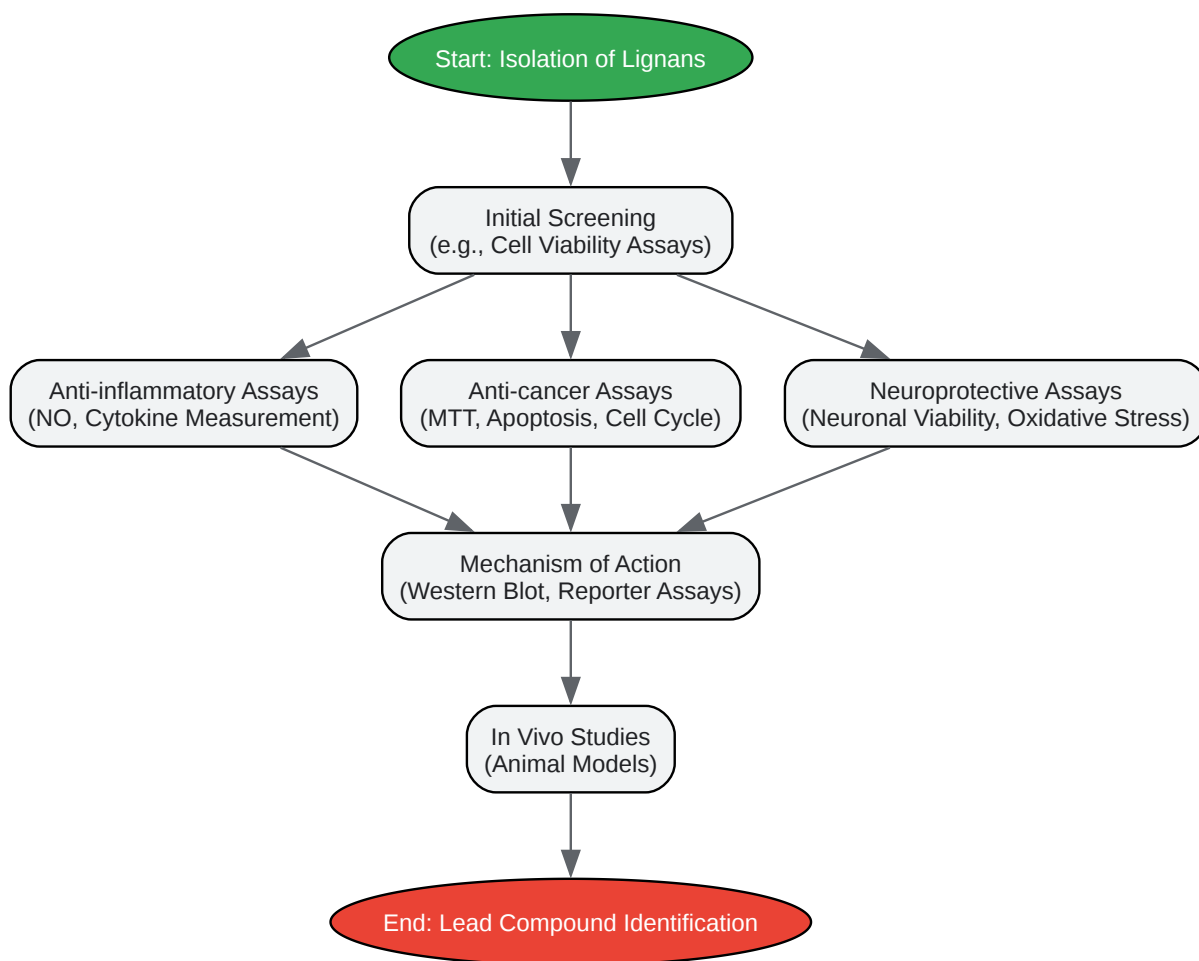 Start: Isolation of Lignans
Initial Screening
(e.g., Cell Viability Assays)
Anti-inflammatory Assays
(NO, Cytokine Measurement)
Anti-cancer Assays
(MTT, Apoptosis, Cell Cycle)
Neuroprotective Assays
(Neuronal Viability, Oxidative Stress)
Mechanism of Action
(Western Blot, Reporter Assays)
In Vivo Studies
(Animal Models)
End: Lead Compound Identification